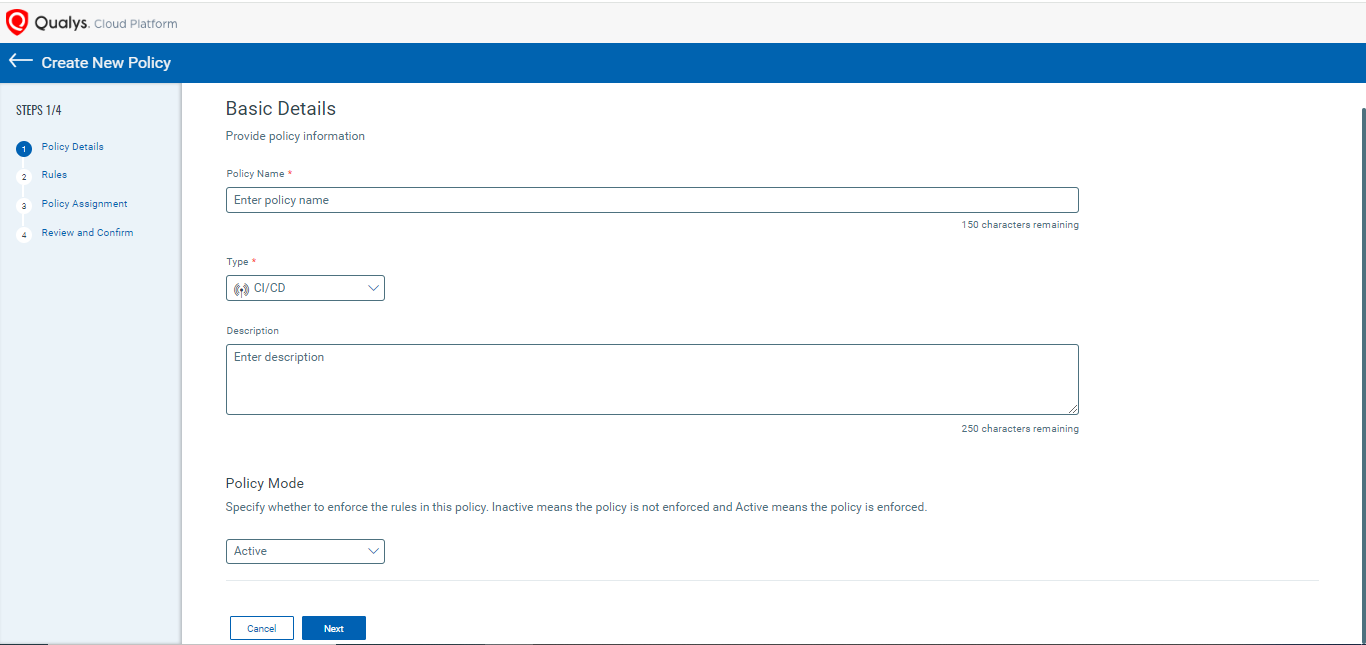 Qualys. Cloud Platform
Create New Policy
STEPS 1/4
1 Policy Details
2 Rules
3 Policy Assignment
4 Review and Confirm
Basic Details
Provide policy information
Policy Name *
Enter policy name
150 characters remaining
Type *
CI/CD
Description
Enter description
250 characters remaining
Policy Mode
Specify whether to enforce the rules in this policy. Inactive means the policy is not enforced and Active means the policy is enforced.
Active
Cancel Next